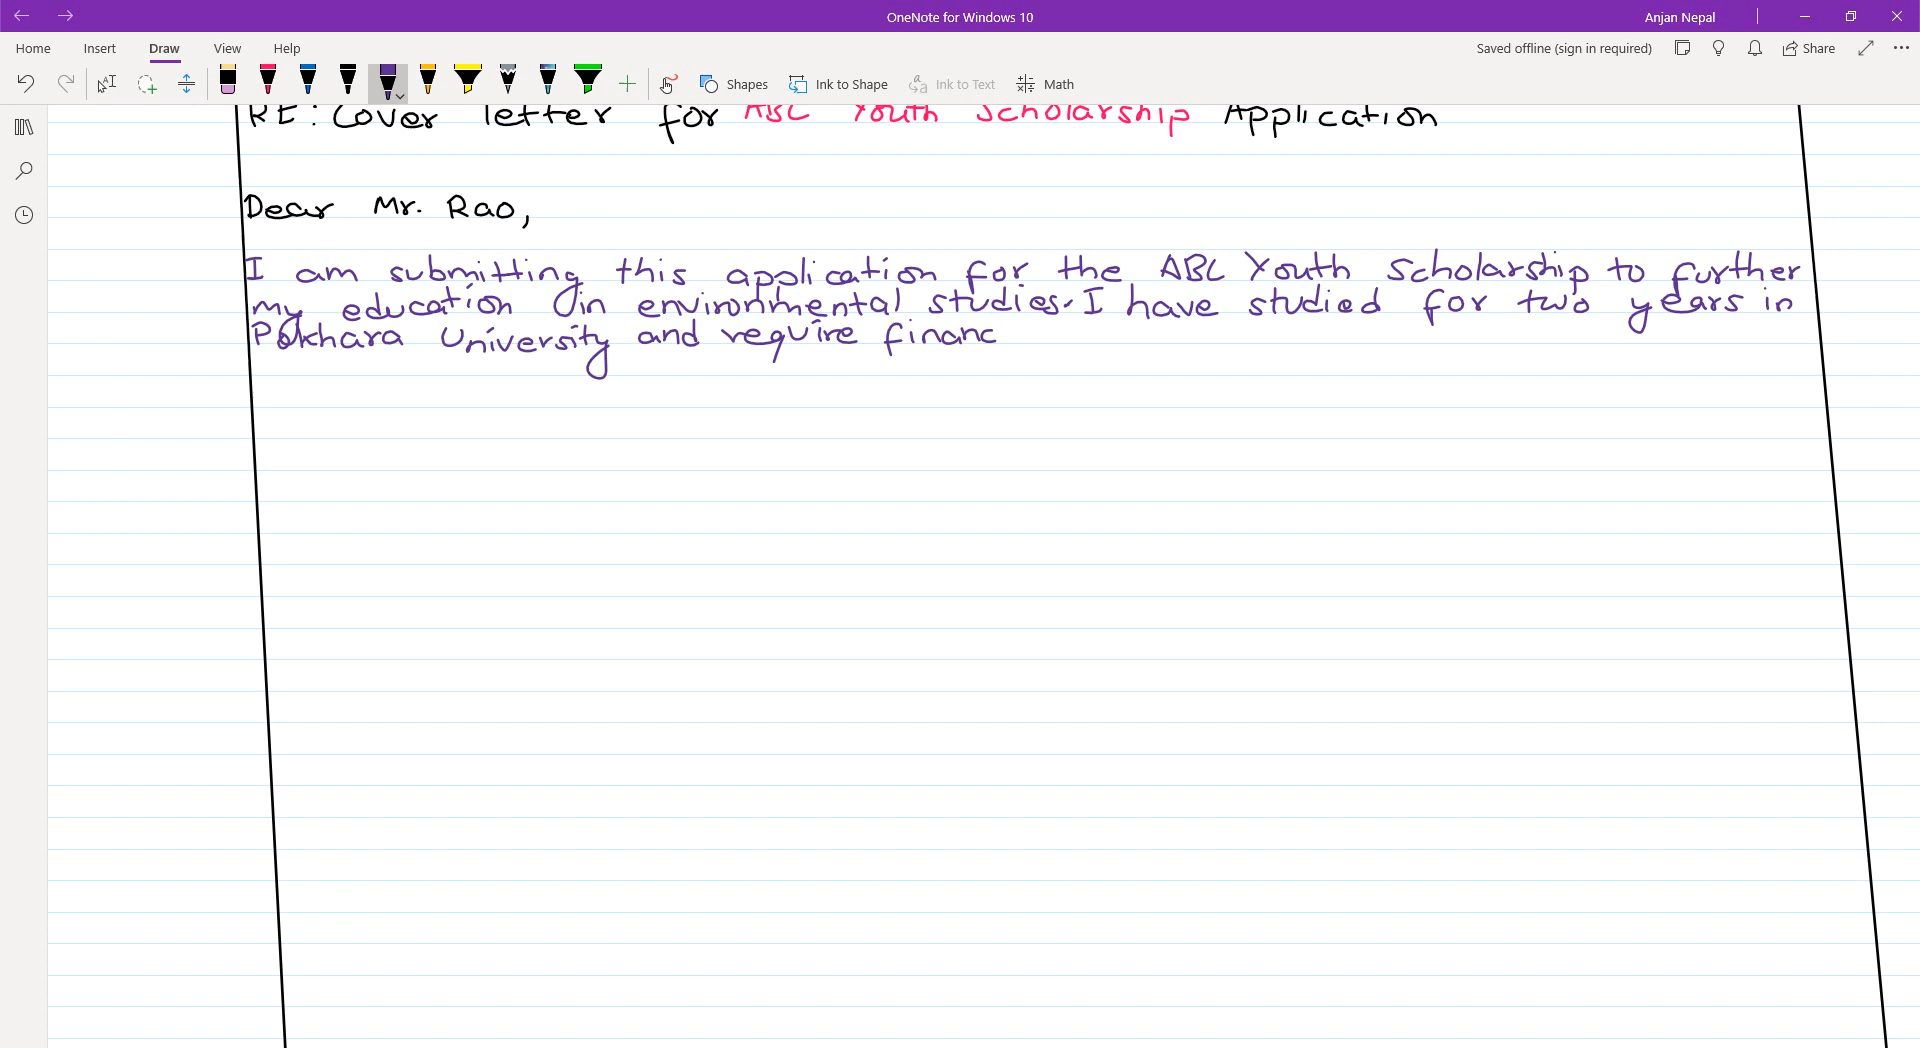 OneNote for Windows 10
Anjan Nepal
Home Insert Draw View Help
Saved offline (sign in required)
Share
Shapes
Ink to Shape
Ink to Text
Math
RE: Cover letter for ABC Youth Scholarship Application
Dear Mr. Rao,
I am submitting this application for the ABC Youth Scholarship to further
my education in environmental studies. I have studied for two years in
Pokhara University and require financ